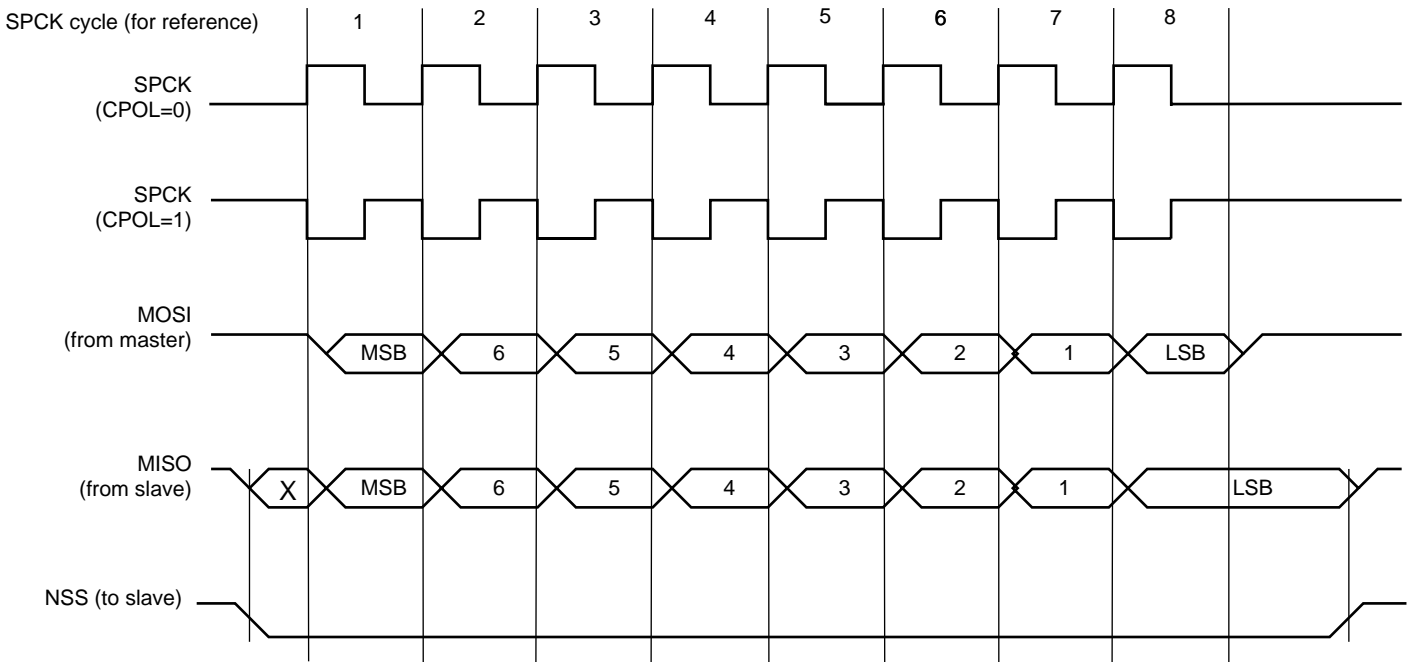 SPCK cycle (for reference) 1 2 3 4 5 6 7 8
SPCK
(CPOL=0)
SPCK
(CPOL=1)
MOSI
(from master)
MSB 6 5 4 3 2 1 LSB
MISO
(from slave)
X MSB 6 5 4 3 2 1 LSB
NSS (to slave)